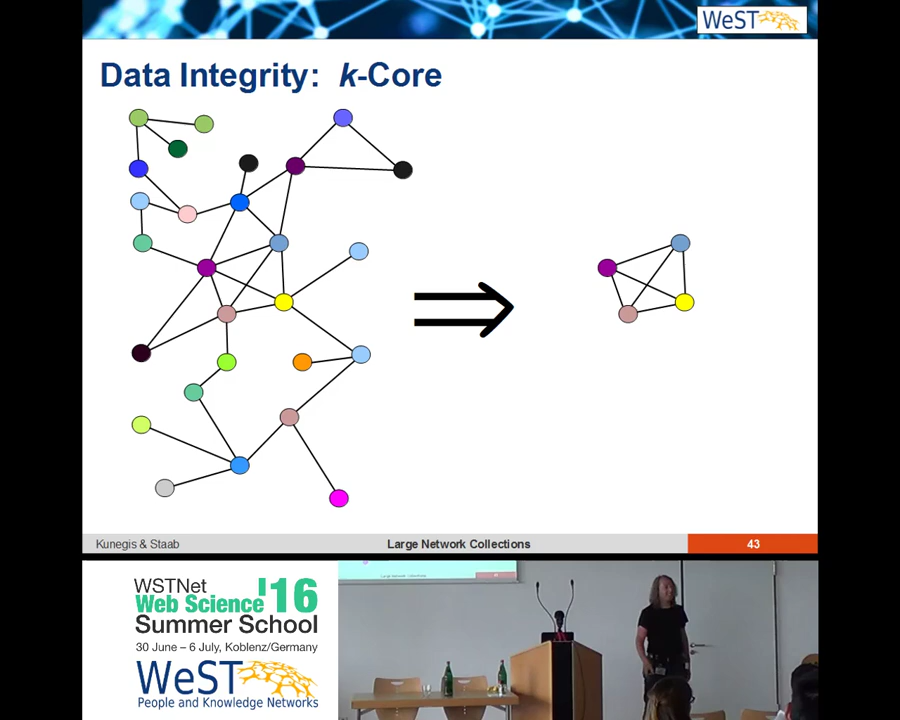 WeST
Data Integrity: k-Core
Kunegis & Staab
Large Network Collections
43
WSTNet
Web Science '16
Summer School
30 June – 6 July, Koblenz/Germany
WeST
People and Knowledge Networks